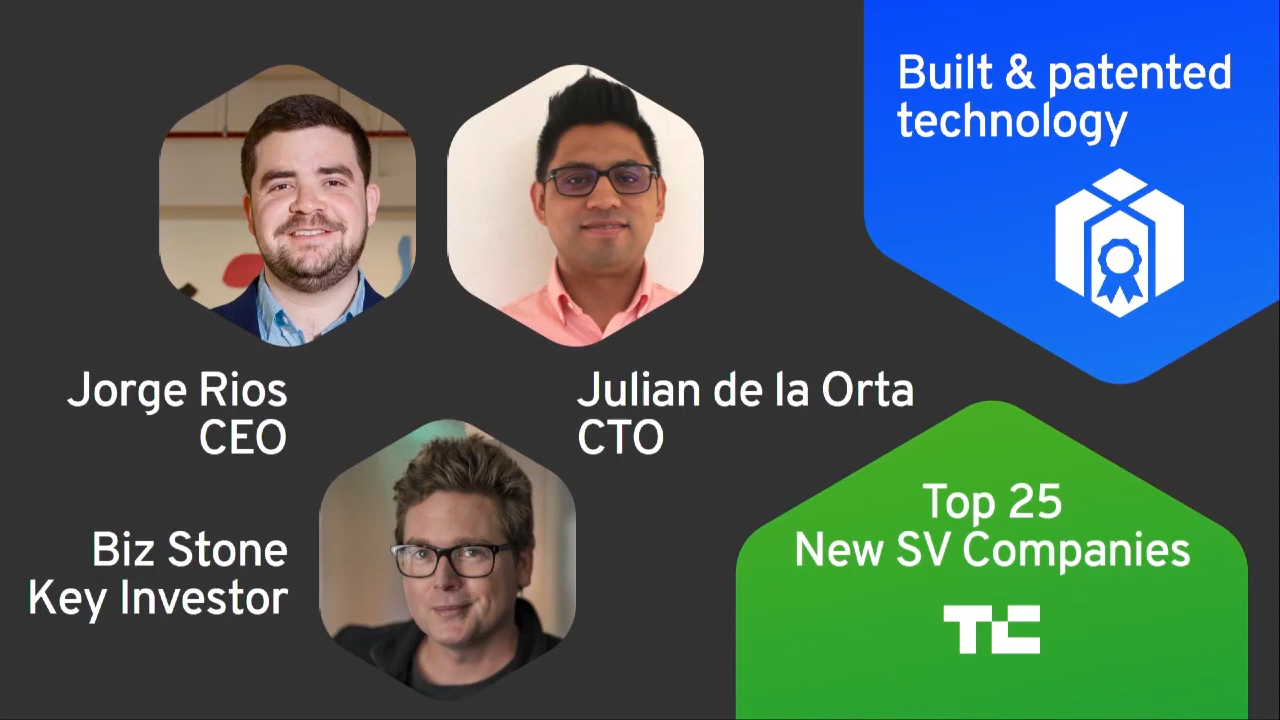 Built & patented
technology
Jorge Rios
CEO
Julian de la Orta
CTO
Biz Stone
Key Investor
Top 25
New SV Companies
TC